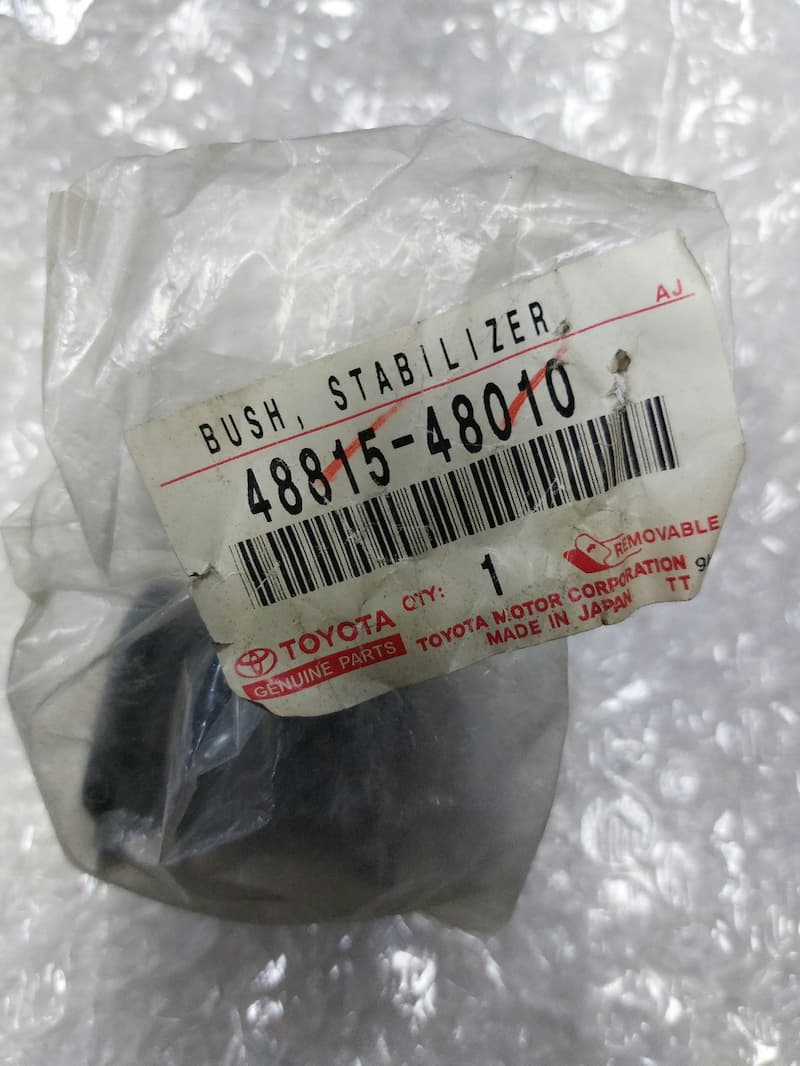 AJ
BUSH, STABILIZER
48815-48010
REMOVABLE
QTY: 1
TOYOTA
GENUINE PARTS
TOYOTA MOTOR CORPORATION
MADE IN JAPAN TT